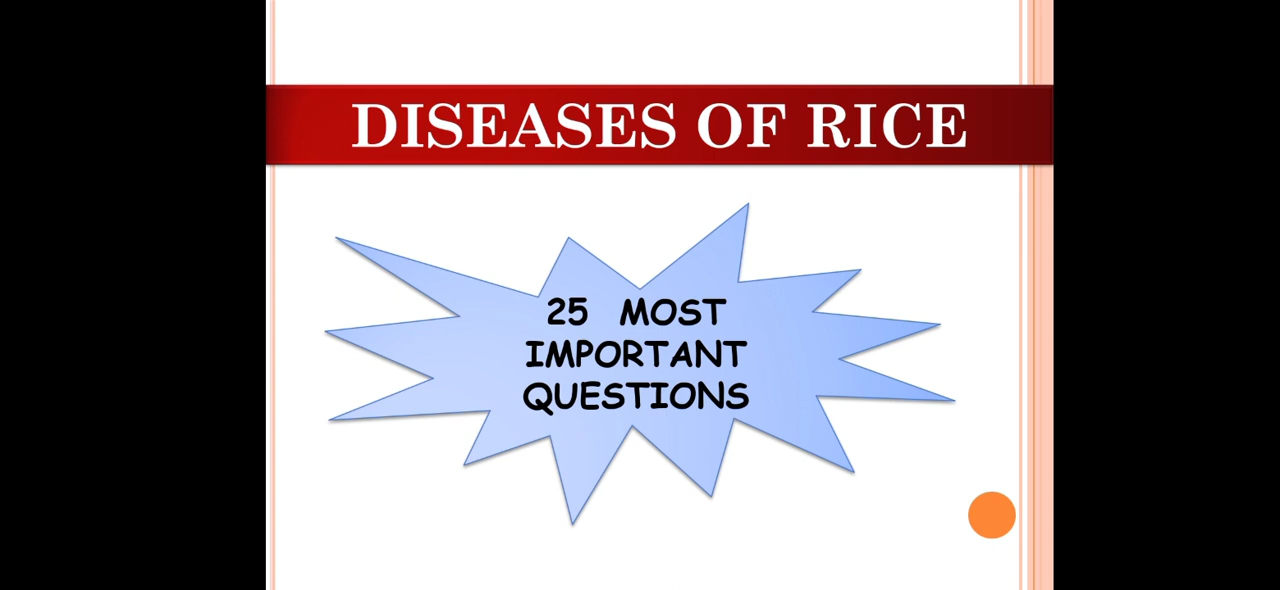 DISEASES OF RICE
25 MOST
IMPORTANT
QUESTIONS